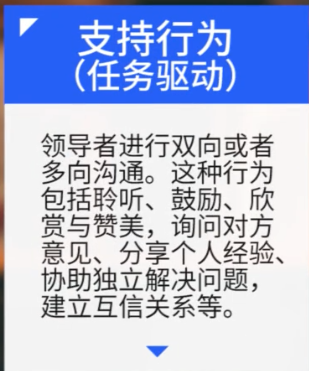 支持行为
（任务驱动）
领导者进行双向或者
多向沟通。这种行为
包括聆听、鼓励、欣
赏与赞美，询问对方
意见、分享个人经验、
协助独立解决问题，
建立互信关系等。